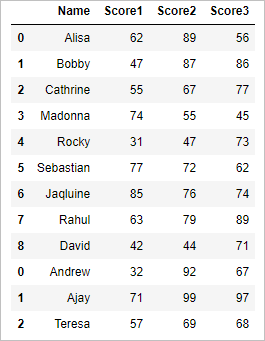 Name Score1 Score2 Score3
0 Alisa 62 89 56
1 Bobby 47 87 86
2 Cathrine 55 67 77
3 Madonna 74 55 45
4 Rocky 31 47 73
5 Sebastian 77 72 62
6 Jaqluine 85 76 74
7 Rahul 63 79 89
8 David 42 44 71
0 Andrew 32 92 67
1 Ajay 71 99 97
2 Teresa 57 69 68